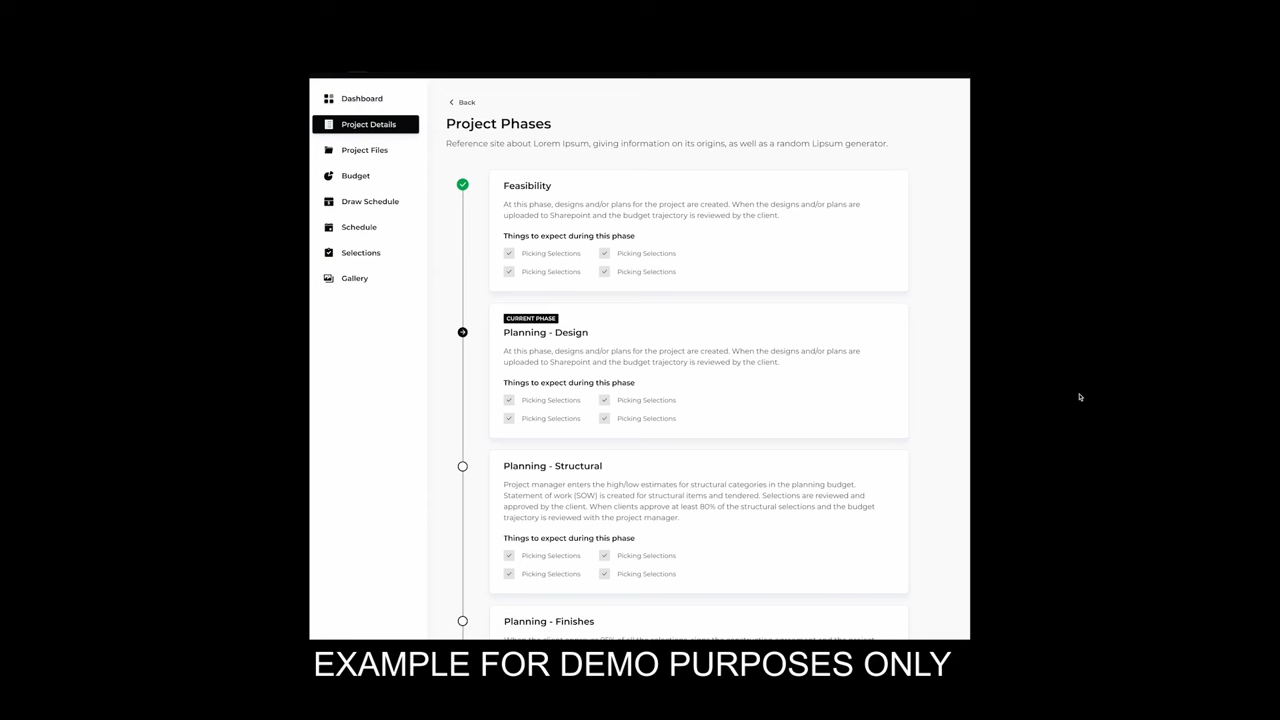 Dashboard
Project Details
Project Files
Budget
Draw Schedule
Schedule
Selections
Gallery
Back
Project Phases
Reference site about Lorem Ipsum, giving information on its origins, as well as a random Lipsum generator.
Feasibility
At this phase, designs and/or plans for the project are created. When the designs and/or plans are
uploaded to Sharepoint and the budget trajectory is reviewed by the client.
Things to expect during this phase
Picking Selections Picking Selections
Picking Selections Picking Selections
CURRENT PHASE
Planning - Design
At this phase, designs and/or plans for the project are created. When the designs and/or plans are
uploaded to Sharepoint and the budget trajectory is reviewed by the client.
Things to expect during this phase
Picking Selections Picking Selections
Picking Selections Picking Selections
Planning - Structural
Project manager enters the high/low estimates for structural categories in the planning budget.
Statement of work (SOW) is created for structural items and tendered. Selections are reviewed and
approved by the client. When clients approve at least 80% of the structural selections and the budget
trajectory is reviewed with the project manager.
Things to expect during this phase
Picking Selections Picking Selections
Picking Selections Picking Selections
Planning - Finishes
EXAMPLE FOR DEMO PURPOSES ONLY